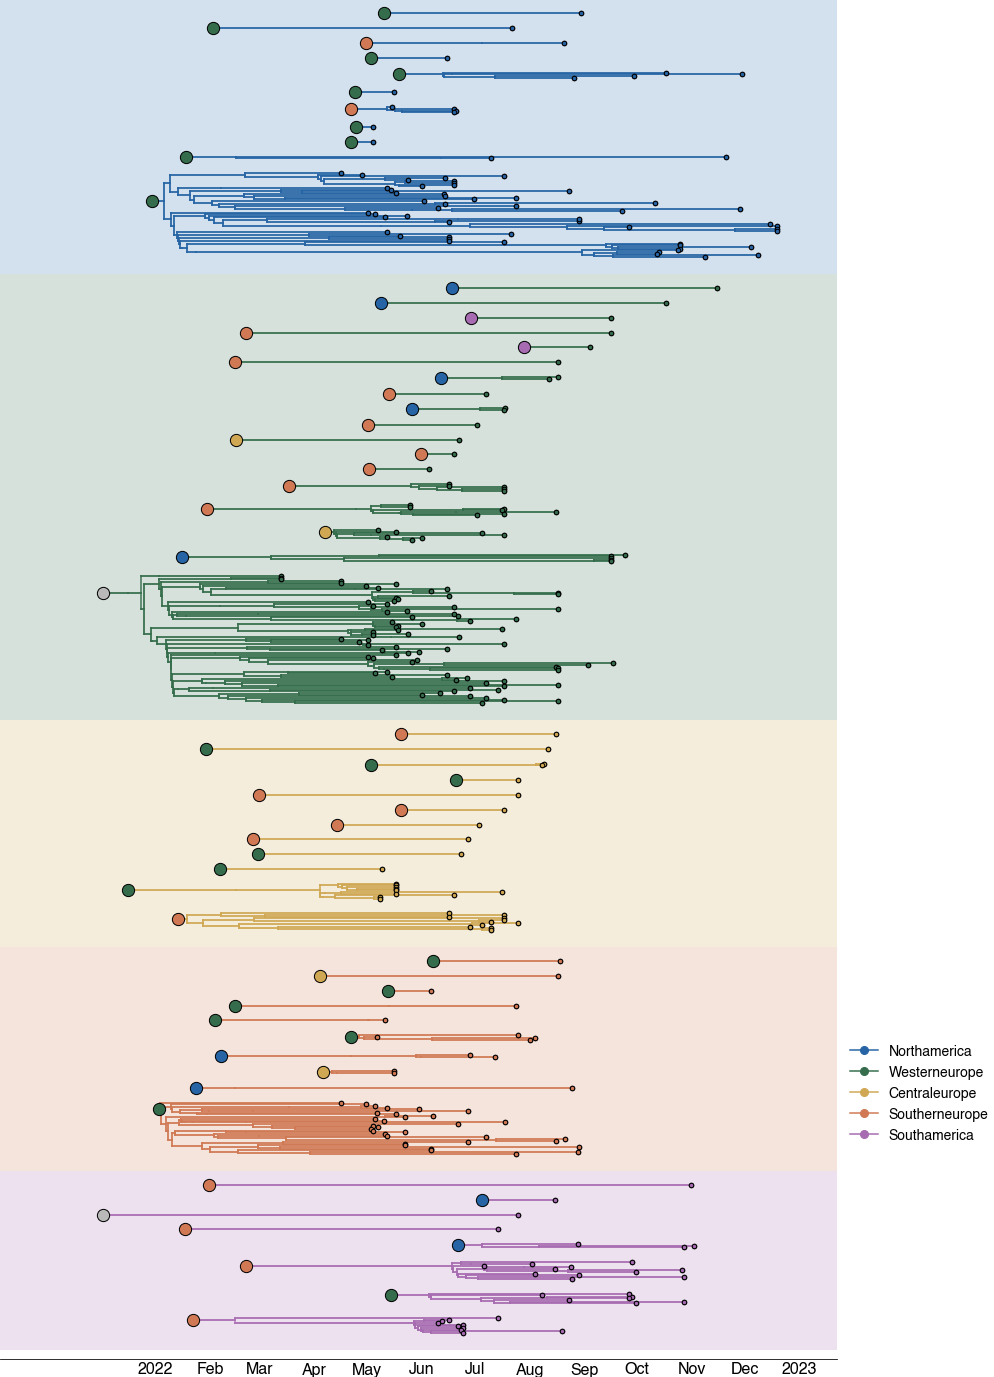 Northamerica
Westerneurope
Centraleurope
Southerneurope
Southamerica
2022 Feb Mar Apr May Jun Jul Aug Sep Oct Nov Dec 2023